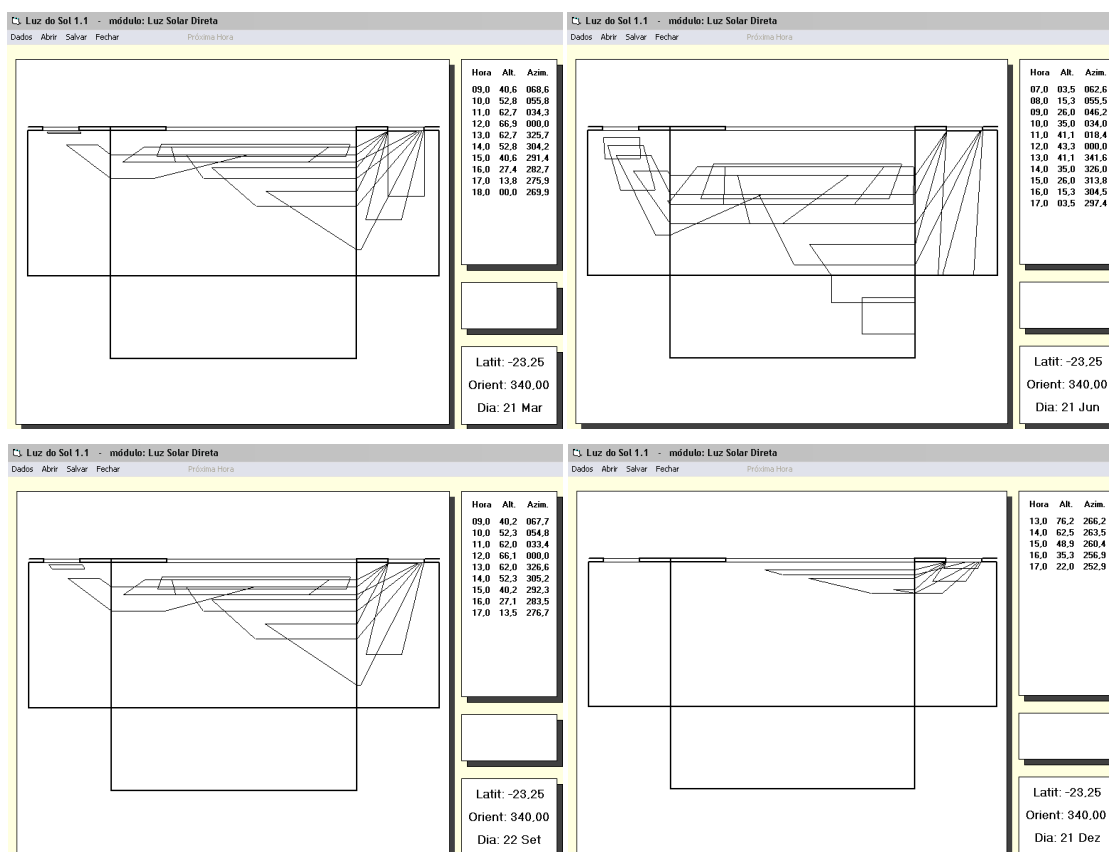 Luz do Sol 1.1 - módulo: Luz Solar Direta
Dados Abrir Salvar Fechar Próxima Hora
Hora Alt. Azim.
09,0 40,6 068,6
10,0 52,8 055,8
11,0 62,7 034,3
12,0 66,9 000,0
13,0 62,7 325,7
14,0 52,8 304,2
15,0 40,6 291,4
16,0 27,4 282,7
17,0 13,8 275,9
18,0 00,0 269,9
Latit: -23,25
Orient: 340,00
Dia: 21 Mar
Luz do Sol 1.1 - módulo: Luz Solar Direta
Dados Abrir Salvar Fechar Próxima Hora
Hora Alt. Azim.
07,0 03,5 062,6
08,0 15,3 055,5
09,0 26,0 046,2
10,0 35,0 034,0
11,0 41,1 018,4
12,0 43,3 000,0
13,0 41,1 341,6
14,0 35,0 326,0
15,0 26,0 313,8
16,0 15,3 304,5
17,0 03,5 297,4
Latit: -23,25
Orient: 340,00
Dia: 21 Jun
Luz do Sol 1.1 - módulo: Luz Solar Direta
Dados Abrir Salvar Fechar Próxima Hora
Hora Alt. Azim.
09,0 40,2 067,7
10,0 52,3 054,8
11,0 62,0 033,4
12,0 66,1 000,0
13,0 62,0 326,6
14,0 52,3 305,2
15,0 40,2 292,3
16,0 27,1 283,5
17,0 13,5 276,7
Latit: -23,25
Orient: 340,00
Dia: 22 Set
Luz do Sol 1.1 - módulo: Luz Solar Direta
Dados Abrir Salvar Fechar Próxima Hora
Hora Alt. Azim.
13,0 76,2 266,2
14,0 62,5 263,5
15,0 48,9 260,4
16,0 35,3 256,9
17,0 22,0 252,9
Latit: -23,25
Orient: 340,00
Dia: 21 Dez